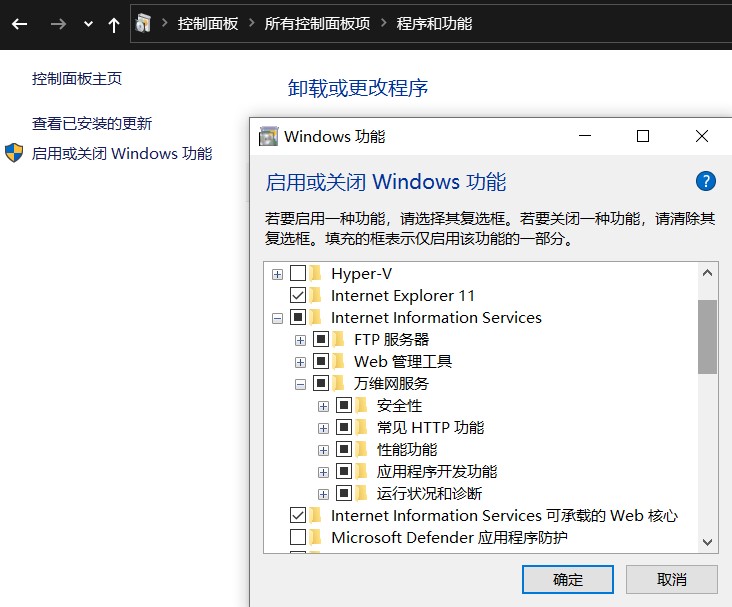 控制面板 > 所有控制面板项 > 程序和功能
控制面板主页
卸载或更改程序
查看已安装的更新
启用或关闭 Windows 功能
Windows 功能
启用或关闭 Windows 功能
?
若要启用一种功能，请选择其复选框。若要关闭一种功能，请清除其
复选框。填充的框表示仅启用该功能的一部分。
Hyper-V
Internet Explorer 11
Internet Information Services
FTP 服务器
Web 管理工具
万维网服务
安全性
常见 HTTP 功能
性能功能
应用程序开发功能
运行状况和诊断
Internet Information Services 可承载的 Web 核心
Microsoft Defender 应用程序防护
确定
取消